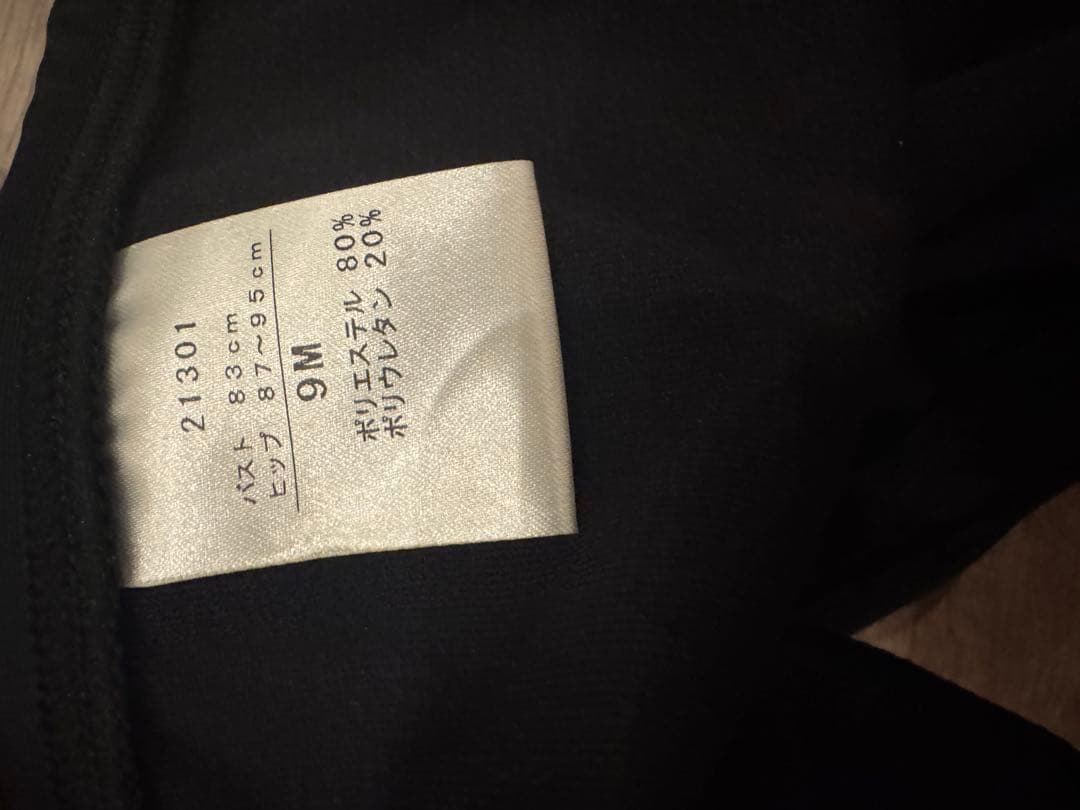 21301
バスト 83cm
ヒップ 87〜95cm
9M
ポリエステル 80%
ポリウレタン 20%